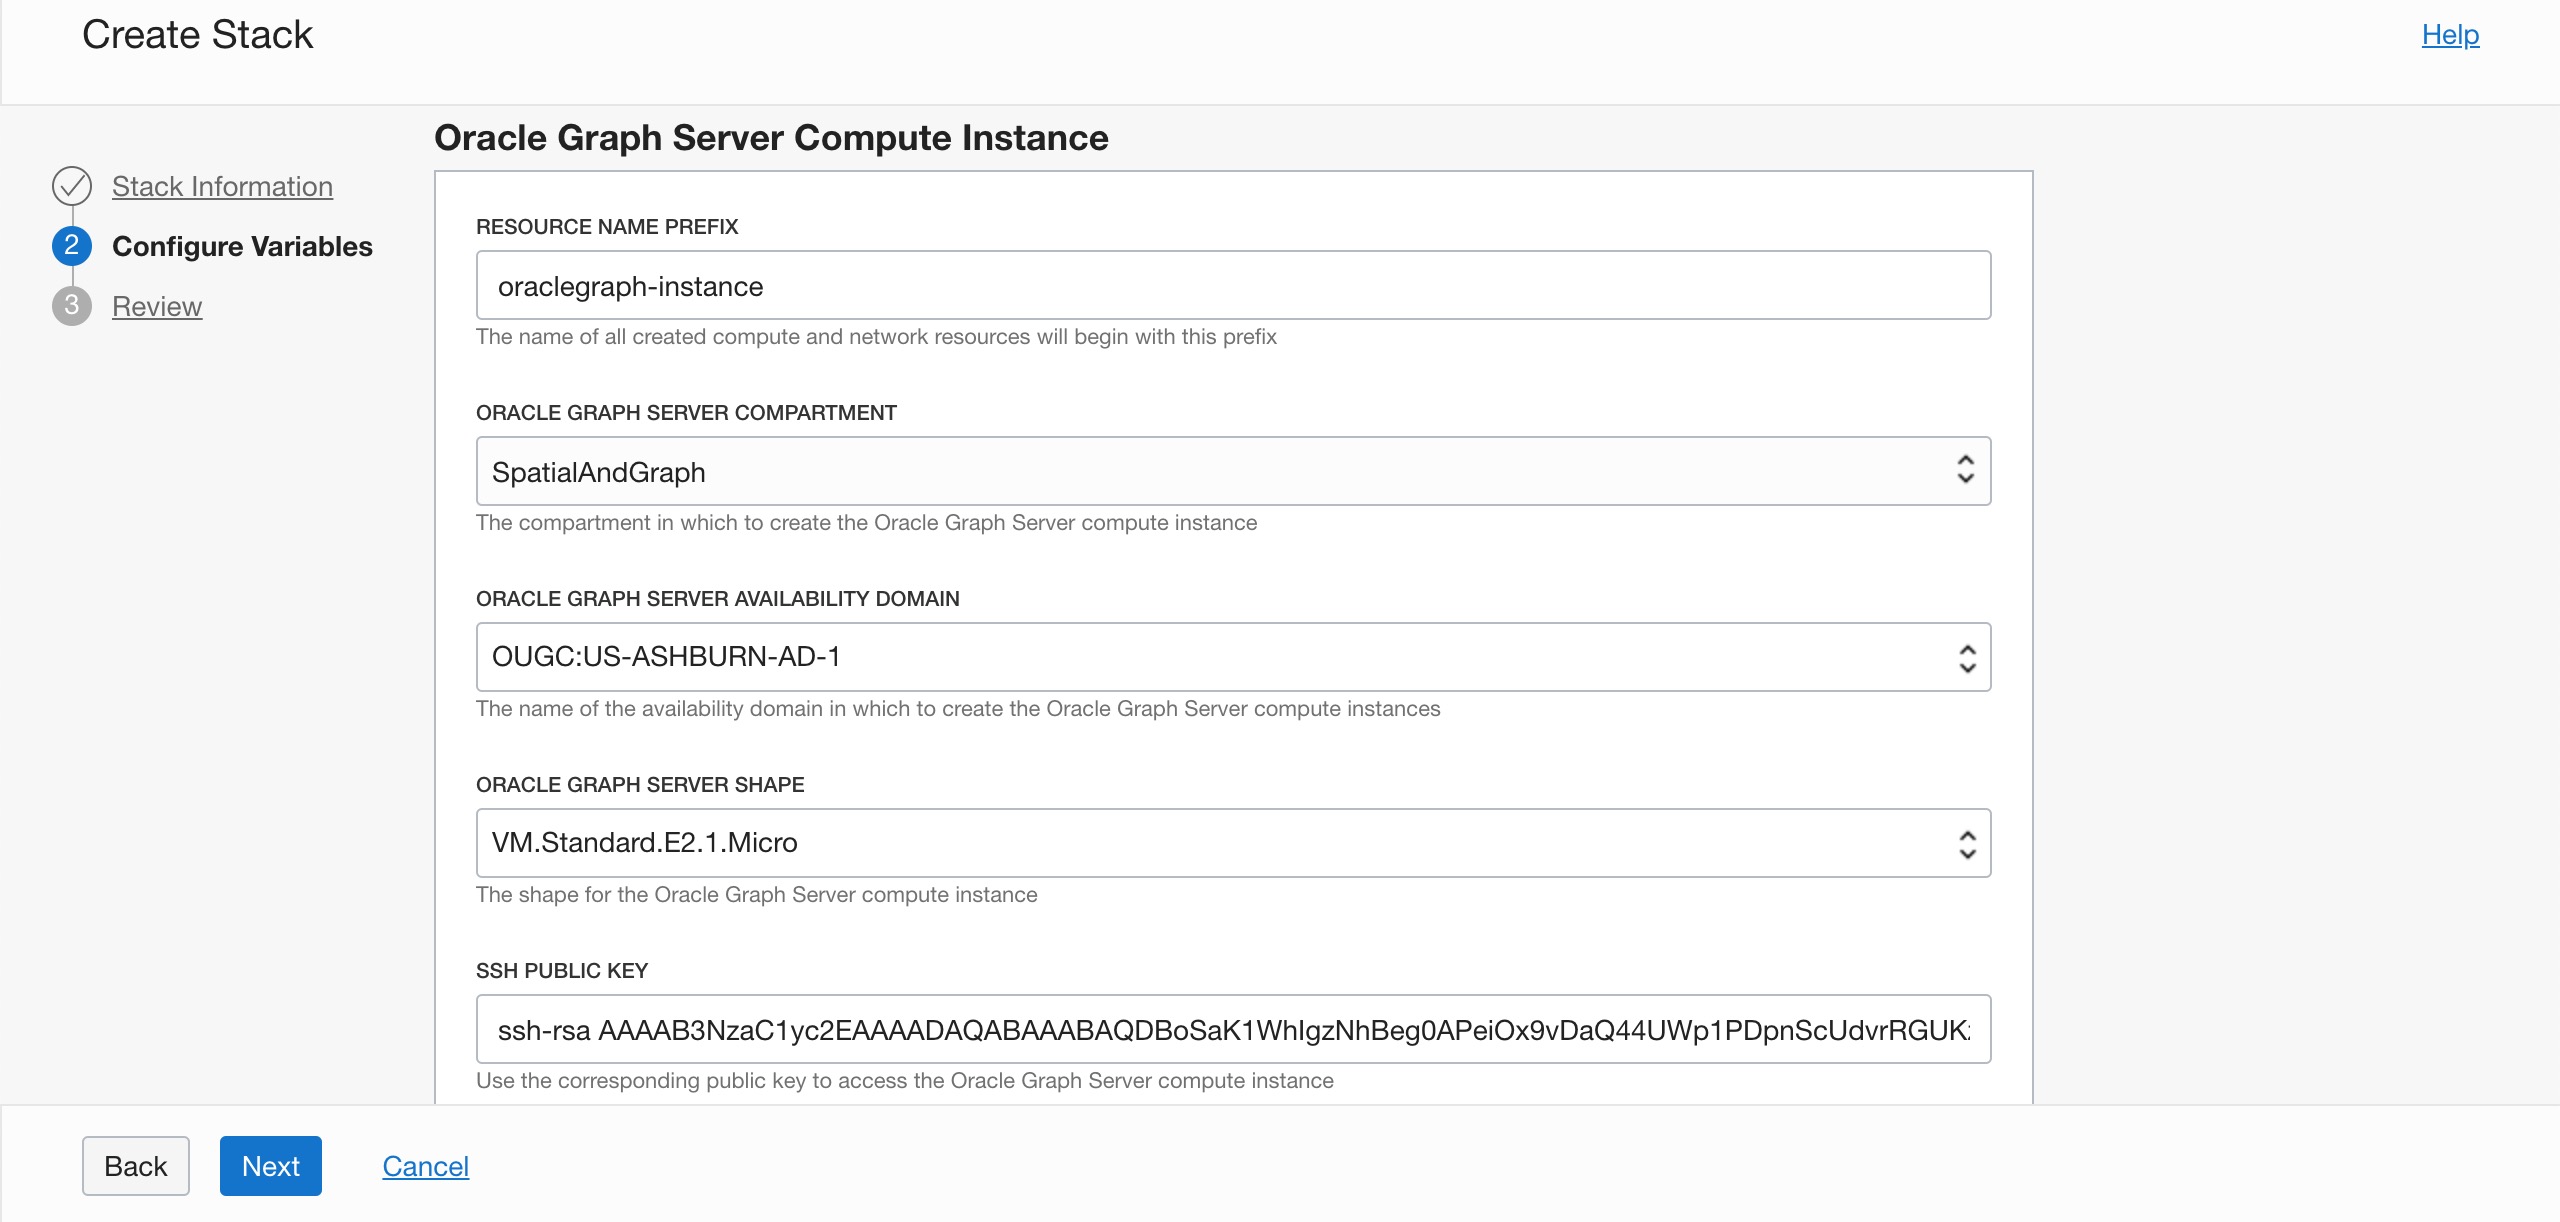 Create Stack
Help
Stack Information
2 Configure Variables
3 Review
Oracle Graph Server Compute Instance
RESOURCE NAME PREFIX
oraclegraph-instance
The name of all created compute and network resources will begin with this prefix
ORACLE GRAPH SERVER COMPARTMENT
SpatialAndGraph
The compartment in which to create the Oracle Graph Server compute instance
ORACLE GRAPH SERVER AVAILABILITY DOMAIN
OUGC:US-ASHBURN-AD-1
The name of the availability domain in which to create the Oracle Graph Server compute instances
ORACLE GRAPH SERVER SHAPE
VM.Standard.E2.1.Micro
The shape for the Oracle Graph Server compute instance
SSH PUBLIC KEY
ssh-rsa AAAAB3NzaC1yc2EAAAADAQABAAABAQDBoSaK1WhIgzNhBeg0APeiOx9vDaQ44UWp1PDpnScUdvrRGUK
Use the corresponding public key to access the Oracle Graph Server compute instance
Back
Next
Cancel